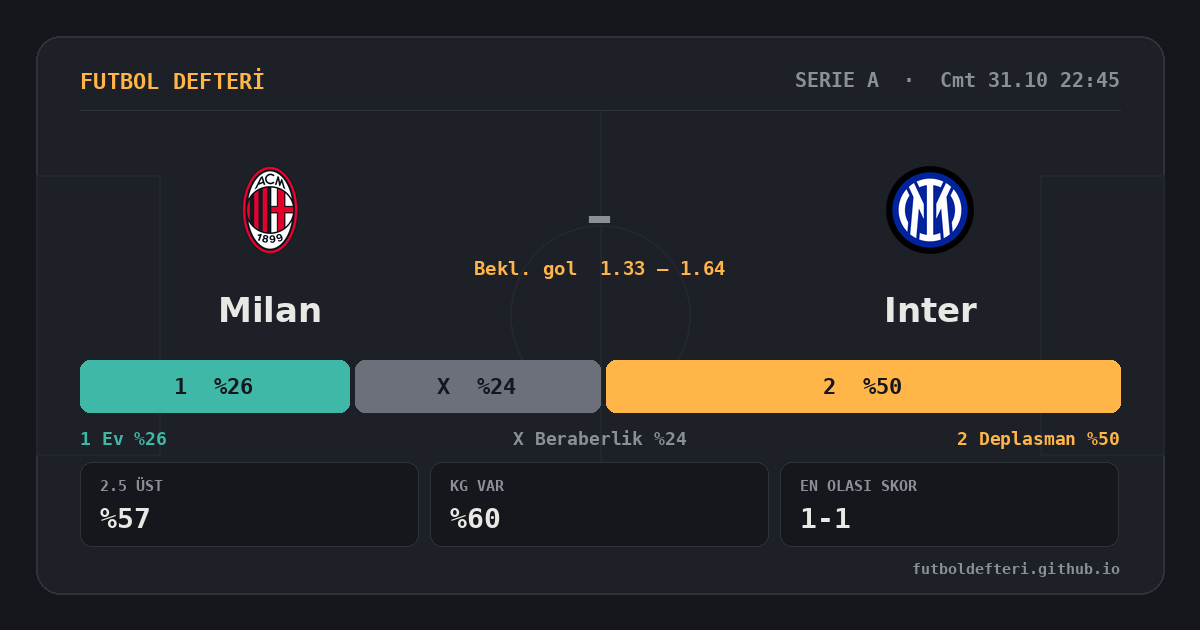 FUTBOL DEFTERİ
SERIE A · Cmt 31.10 22:45
ACM
1899
–
Bekl. gol 1.33 – 1.64
Milan
Inter
1 %26
X %24
2 %50
1 Ev %26
X Beraberlik %24
2 Deplasman %50
2.5 ÜST
KG VAR
EN OLASI SKOR
%57
%60
1-1
futboldefteri.github.io